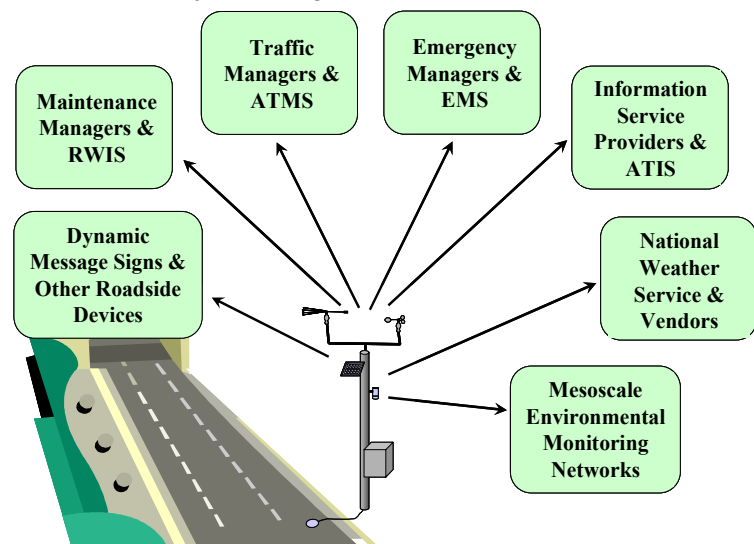 Traffic
Managers &
ATMS
Emergency
Managers &
EMS
Maintenance
Managers &
RWIS
Information
Service
Providers &
ATIS
Dynamic
Message Signs &
Other Roadside
Devices
National
Weather
Service &
Vendors
Mesoscale
Environmental
Monitoring
Networks